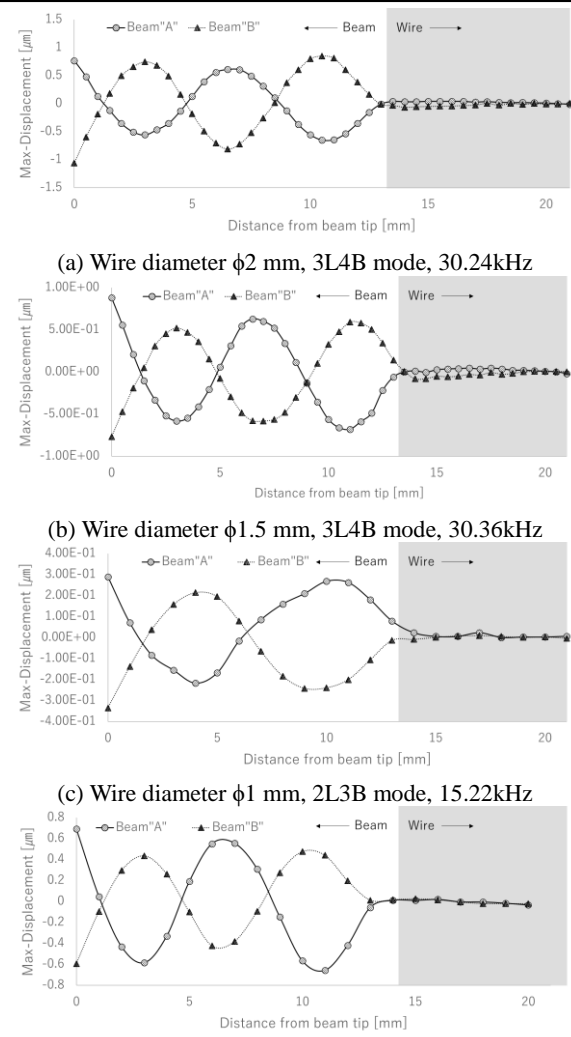 1.5
1
0.5
0
-0.5
-1
-1.5
Max-Displacement [μm]
Beam"A" Beam"B" Beam Wire
0 5 10 15 20
Distance from beam tip [mm]
(a) Wire diameter ϕ2 mm, 3L4B mode, 30.24kHz
1.00E+00
5.00E-01
0.00E+00
-5.00E-01
-1.00E+00
Max-Displacement [μm]
Beam"A" Beam"B" Beam Wire
0 5 10 15 20
Distance from beam tip [mm]
(b) Wire diameter ϕ1.5 mm, 3L4B mode, 30.36kHz
4.00E-01
3.00E-01
2.00E-01
1.00E-01
0.00E+00
-1.00E-01
-2.00E-01
-3.00E-01
-4.00E-01
Max-Displacement [μm]
Beam"A" Beam"B" Beam Wire
0 5 10 15 20
Distance from beam tip [mm]
(c) Wire diameter ϕ1 mm, 2L3B mode, 15.22kHz
0.8
0.6
0.4
0.2
0
-0.2
-0.4
-0.6
-0.8
Max-Displacement [μm]
Beam"A" Beam"B" Beam Wire
0 5 10 15 20
Distance from beam tip [mm]